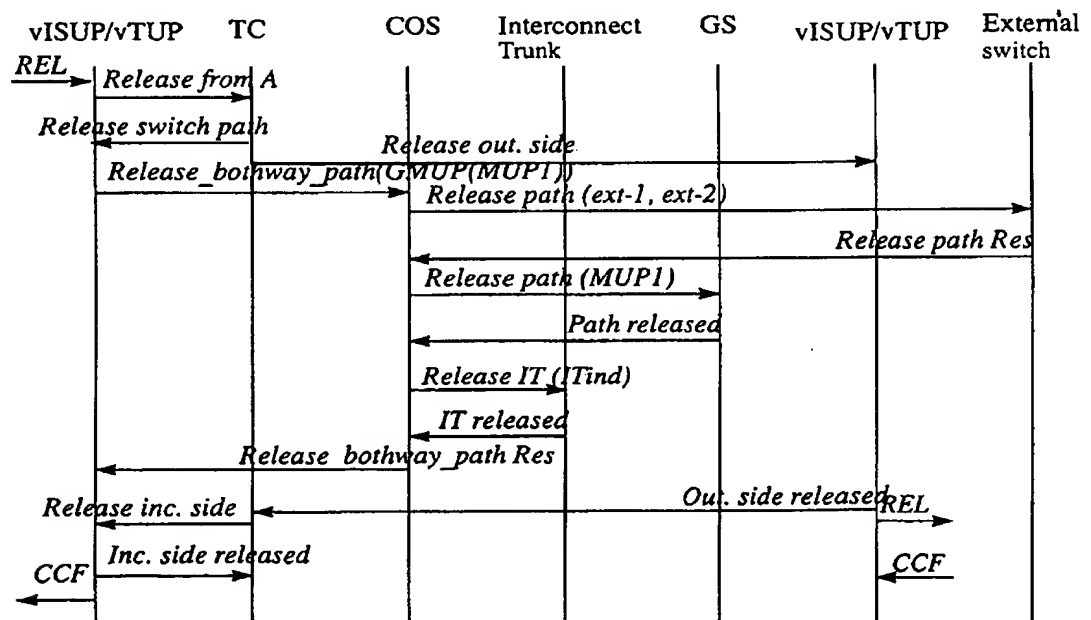 vISUP/vTUP TC COS Interconnect Trunk GS vISUP/vTUP External switch
REL
Release from A
Release switch path
Release out. side
Release_bothway_path(GMUP(MUP1))
Release path (ext-1, ext-2)
Release path Res
Release path (MUP1)
Path released
Release IT (ITind)
IT released
Release bothway_path Res
Out. side released
REL
Release inc. side
Inc. side released
CCF
CCF